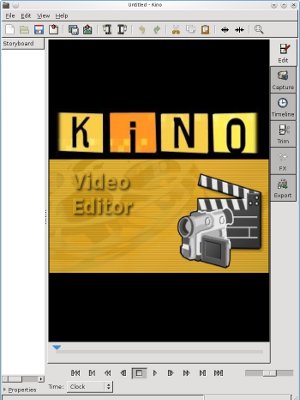 Untitled - Kino
File Edit View Help
Storyboard
Edit
Capture
Timeline
Trim
FX
Export
KiNO
Video
Editor
Properties
Time: Clock